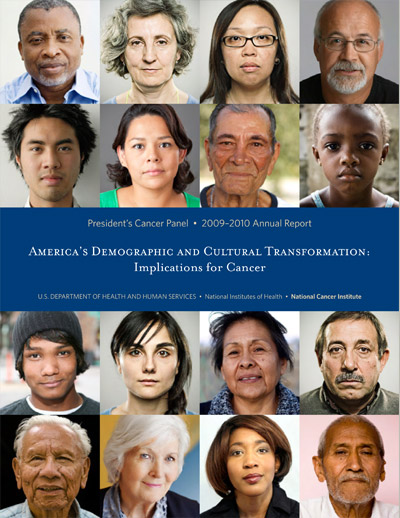 President's Cancer Panel • 2009–2010 Annual Report
America's Demographic and Cultural Transformation:
Implications for Cancer
U.S. DEPARTMENT OF HEALTH AND HUMAN SERVICES • National Institutes of Health • National Cancer Institute